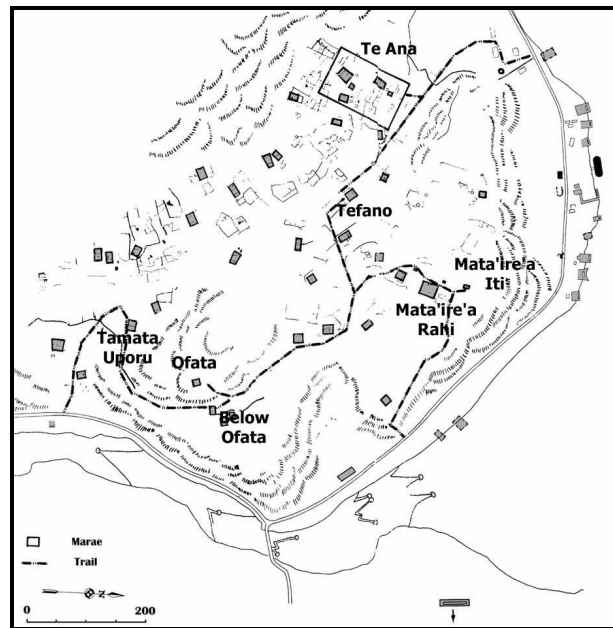 Te Ana
Tefano
Mata'ire'a
Iti
Mata'ire'a
Rahi
Tamata
Uporu
Ofata
Below
Ofata
Marae
Trail
N
0 200